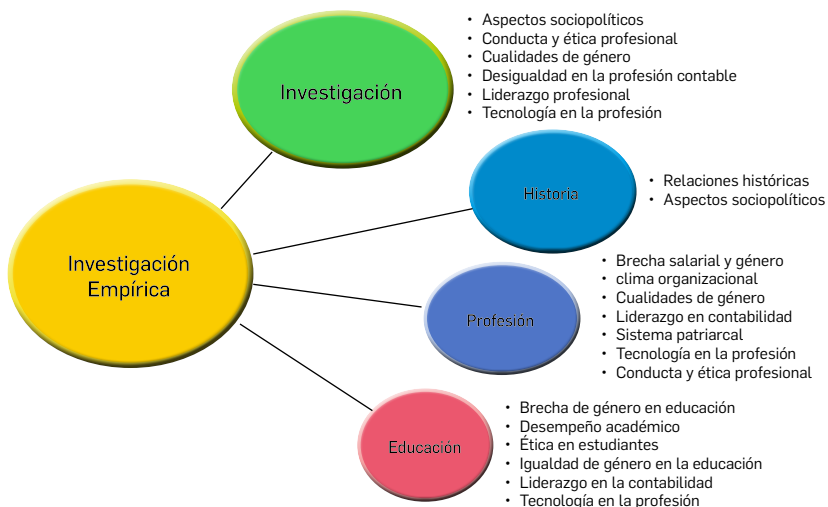 Investigación
Empírica
Investigación
• Aspectos sociopolíticos
• Conducta y ética profesional
• Cualidades de género
• Desigualdad en la profesión contable
• Liderazgo profesional
• Tecnología en la profesión
Historia
• Relaciones históricas
• Aspectos sociopolíticos
Profesión
• Brecha salarial y género
• clima organizacional
• Cualidades de género
• Liderazgo en contabilidad
• Sistema patriarcal
• Tecnología en la profesión
• Conducta y ética profesional
Educación
• Brecha de género en educación
• Desempeño académico
• Ética en estudiantes
• Igualdad de género en la educación
• Liderazgo en la contabilidad
• Tecnología en la profesión